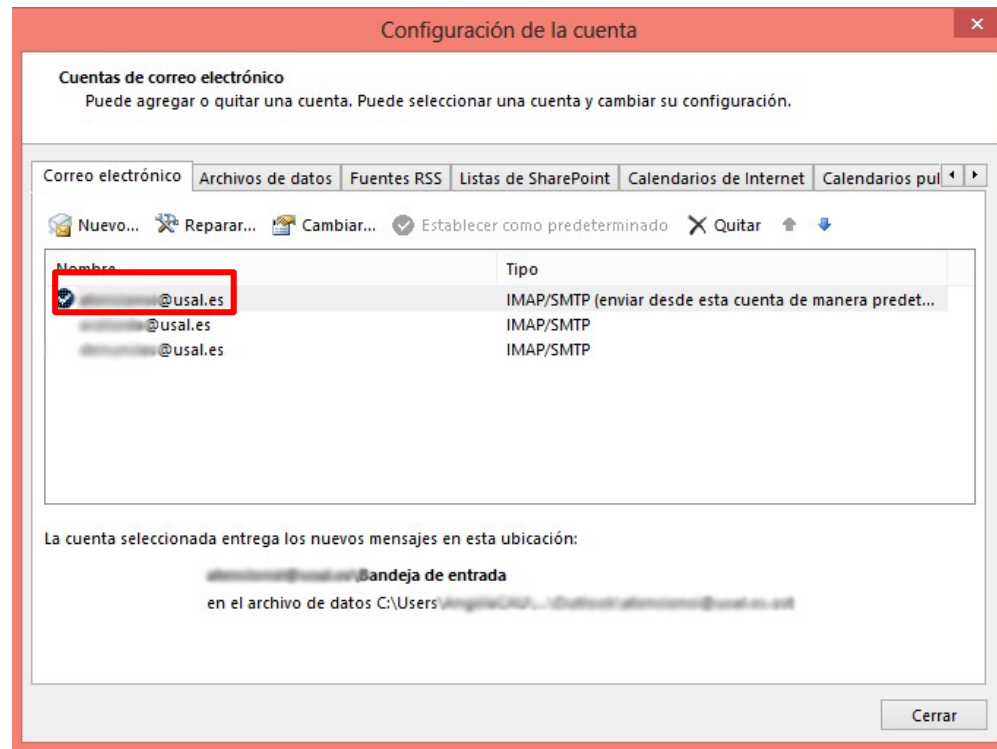 Configuración de la cuenta
Cuentas de correo electrónico
Puede agregar o quitar una cuenta. Puede seleccionar una cuenta y cambiar su configuración.
Correo electrónico Archivos de datos Fuentes RSS Listas de SharePoint Calendarios de Internet Calendarios pul
Nuevo... Reparar... Cambiar... Establecer como predeterminado Quitar
Nombre Tipo
@usal.es IMAP/SMTP (enviar desde esta cuenta de manera predet...
@usal.es IMAP/SMTP
@usal.es IMAP/SMTP
La cuenta seleccionada entrega los nuevos mensajes en esta ubicación:
\Bandeja de entrada
en el archivo de datos C:\Users\
Cerrar